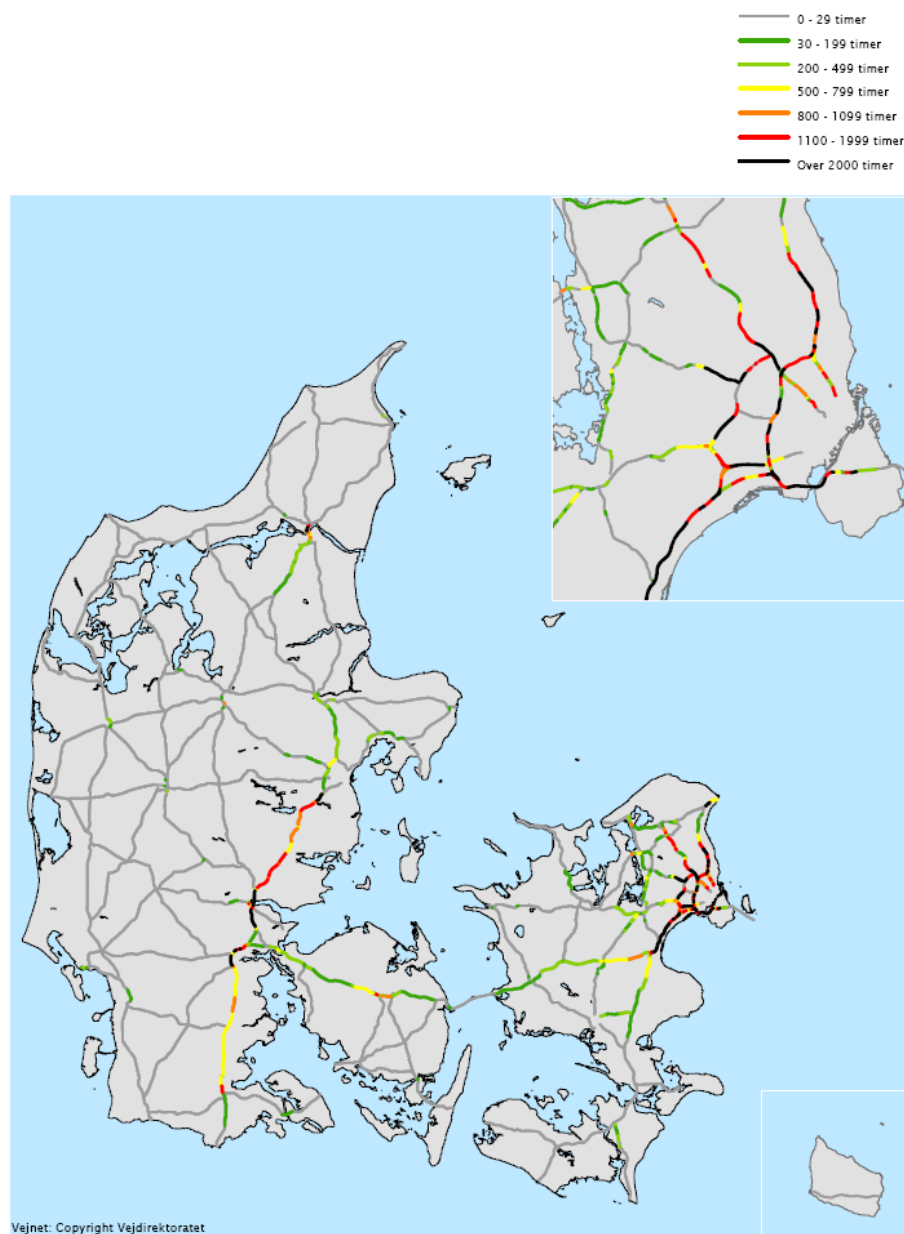 0 - 29 timer
30 - 199 timer
200 - 499 timer
500 - 799 timer
800 - 1099 timer
1100 - 1999 timer
Over 2000 timer
Vejnet: Copyright Vejdirektoratet